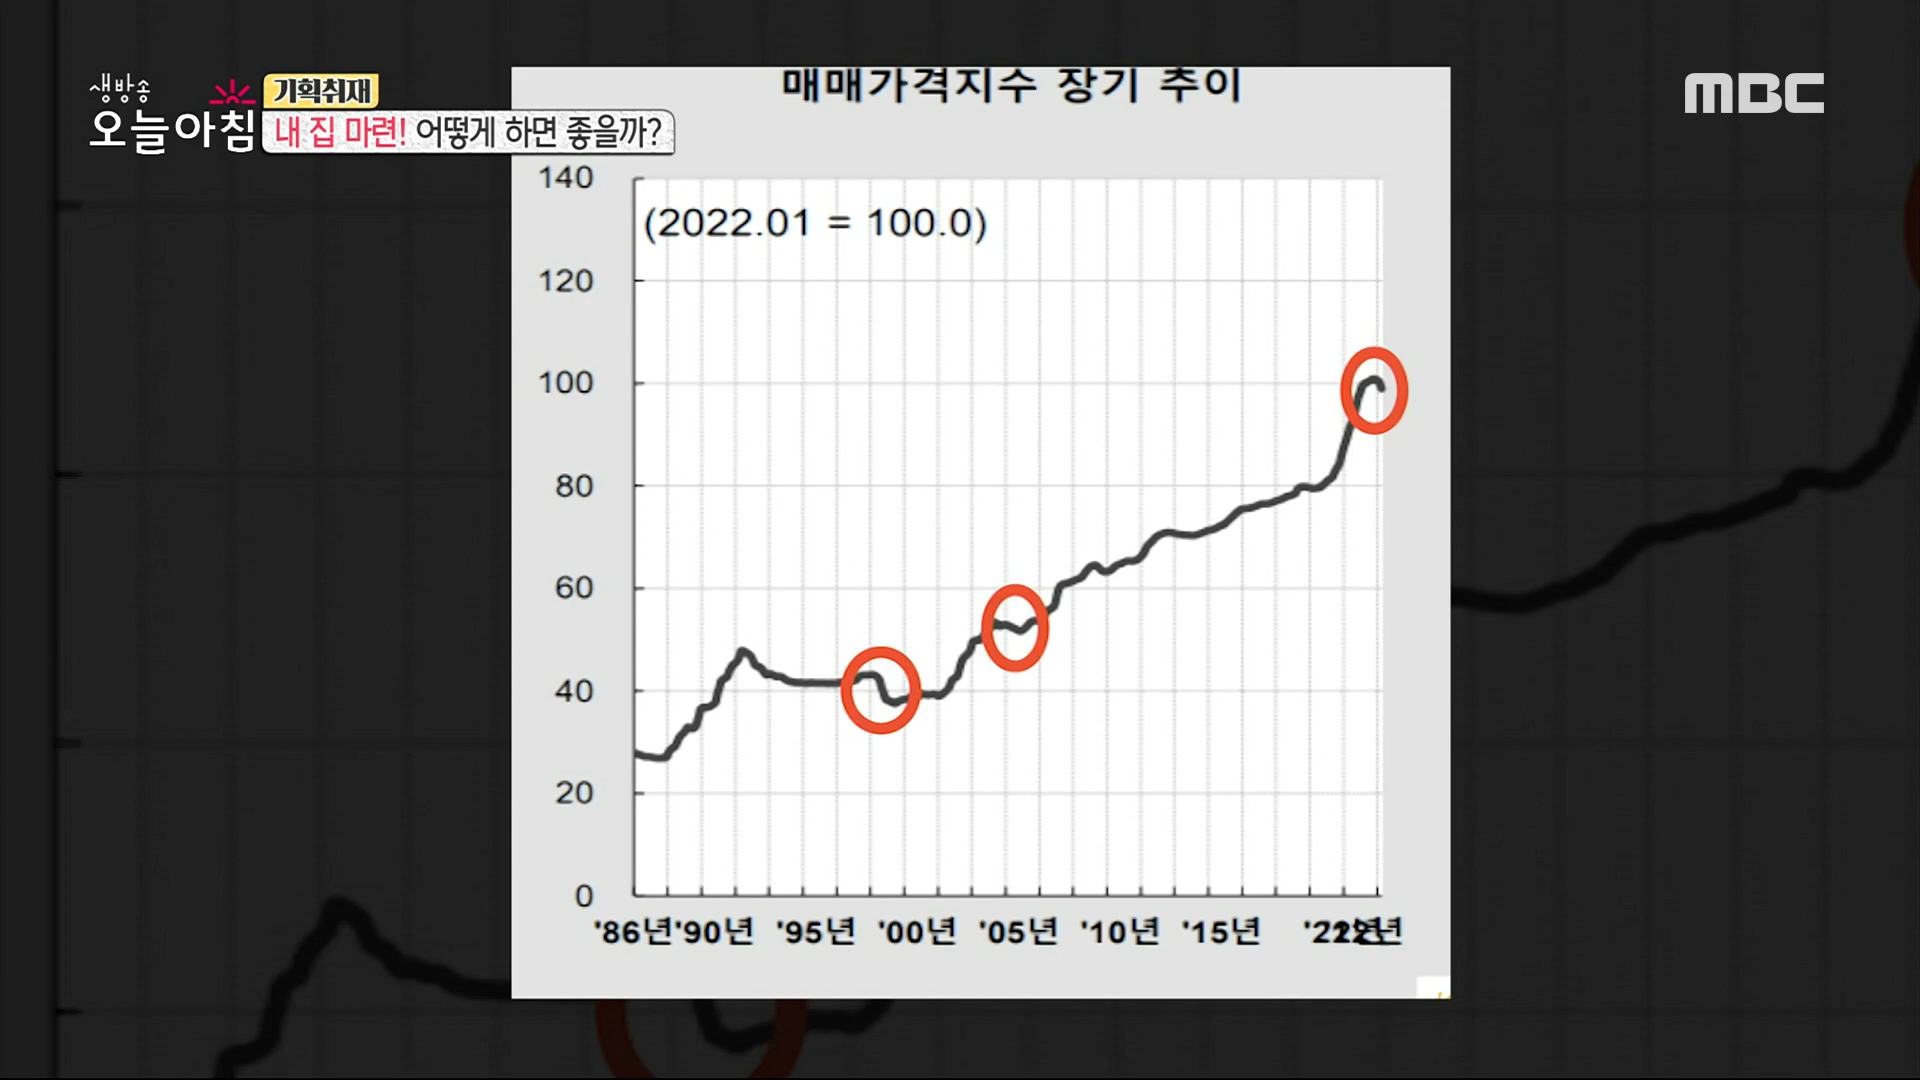 생방송
오늘아침
기획취재
내 집 마련! 어떻게 하면 좋을까?
MBC
매매가격지수 장기 추이
(2022.01 = 100.0)
140
120
100
80
60
40
20
0
'86년 '90년 '95년 '00년 '05년 '10년 '15년